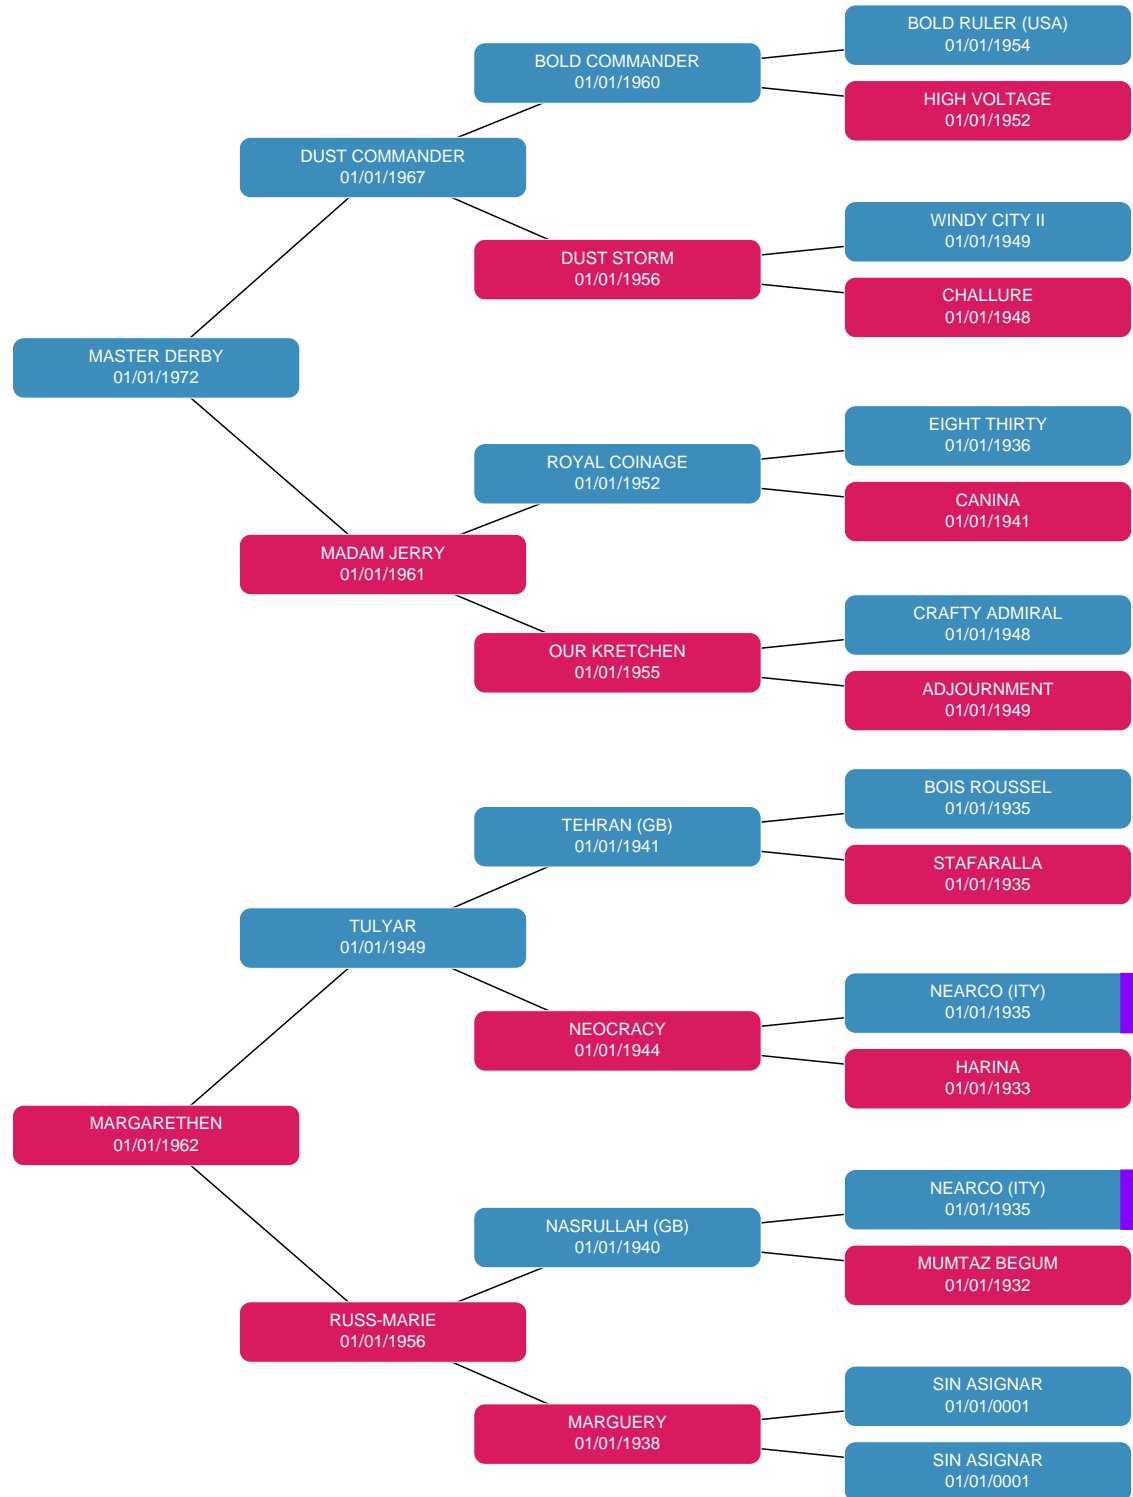 BOLD RULER (USA)
01/01/1954
BOLD COMMANDER
01/01/1960
HIGH VOLTAGE
01/01/1952
DUST COMMANDER
01/01/1967
WINDY CITY II
01/01/1949
DUST STORM
01/01/1956
CHALLURE
01/01/1948
MASTER DERBY
01/01/1972
EIGHT THIRTY
01/01/1936
ROYAL COINAGE
01/01/1952
CANINA
01/01/1941
MADAM JERRY
01/01/1961
CRAFTY ADMIRAL
01/01/1948
OUR KRETCHEN
01/01/1955
ADJOURNMENT
01/01/1949
BOIS ROUSSEL
01/01/1935
TEHRAN (GB)
01/01/1941
STAFARALLA
01/01/1935
TULYAR
01/01/1949
NEARCO (ITY)
01/01/1935
NEOCRACY
01/01/1944
HARINA
01/01/1933
MARGARETHEN
01/01/1962
NEARCO (ITY)
01/01/1935
NASRULLAH (GB)
01/01/1940
MUMTAZ BEGUM
01/01/1932
RUSS-MARIE
01/01/1956
SIN ASIGNAR
01/01/0001
MARGUERY
01/01/1938
SIN ASIGNAR
01/01/0001